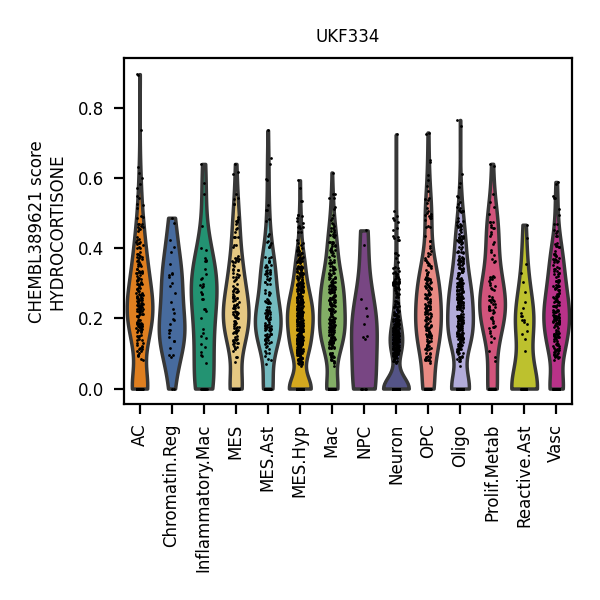 UKF334
CHEMBL389621 score
HYDROCORTISONE
0.8
0.6
0.4
0.2
0.0
AC
Chromatin.Reg
Inflammatory.Mac
MES
MES.Ast
MES.Hyp
Mac
NPC
Neuron
OPC
Oligo
Prolif.Metab
Reactive.Ast
Vasc